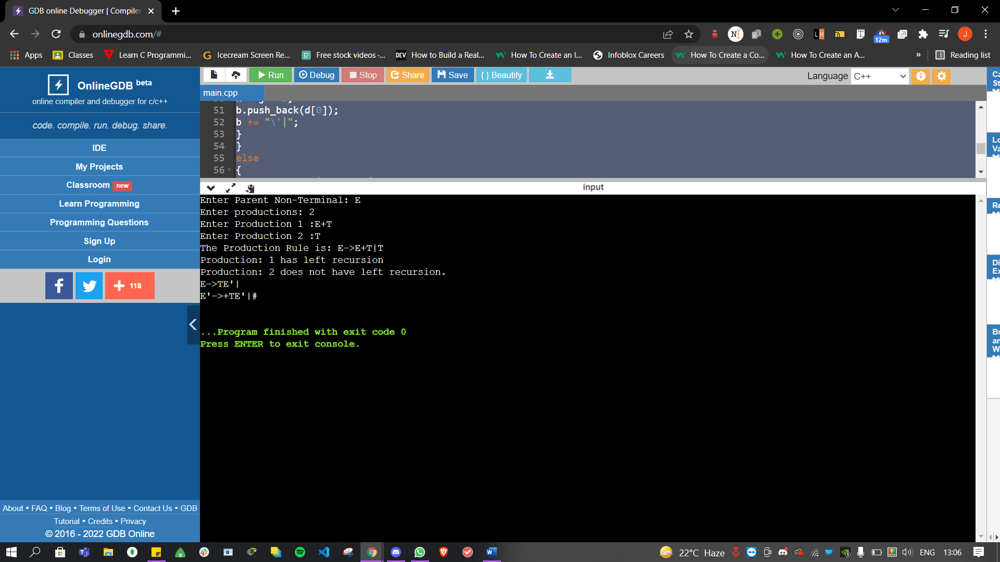 GDB online Debugger | Compiler
onlinegdb.com/#
12m
J
Apps
Classes
Learn C Programmi...
Icecream Screen Re...
Free stock videos -...
DEV How to Build a Real...
How To Create an I...
Infoblox Careers
How To Create a Co...
How To Create an A...
»
Reading list
OnlineGDB beta
online compiler and debugger for c/c++
code. compile. run. debug. share.
IDE
My Projects
Classroom new
Learn Programming
Programming Questions
Sign Up
Login
118
About • FAQ • Blog • Terms of Use • Contact Us • GDB
Tutorial • Credits • Privacy
© 2016 - 2022 GDB Online
Run
Debug
Stop
Share
Save
{ } Beautify
Language C++
main.cpp
51 b.push_back(d[0]);
52 b += "\'|";
53 }
54 }
55 else
56 {
input
Enter Parent Non-Terminal: E
Enter productions: 2
Enter Production 1 :E+T
Enter Production 2 :T
The Production Rule is: E->E+T|T
Production: 1 has left recursion
Production: 2 does not have left recursion.
E->TE'|
E'->+TE'|#
...Program finished with exit code 0
Press ENTER to exit console.
22°C Haze
ENG
13:06